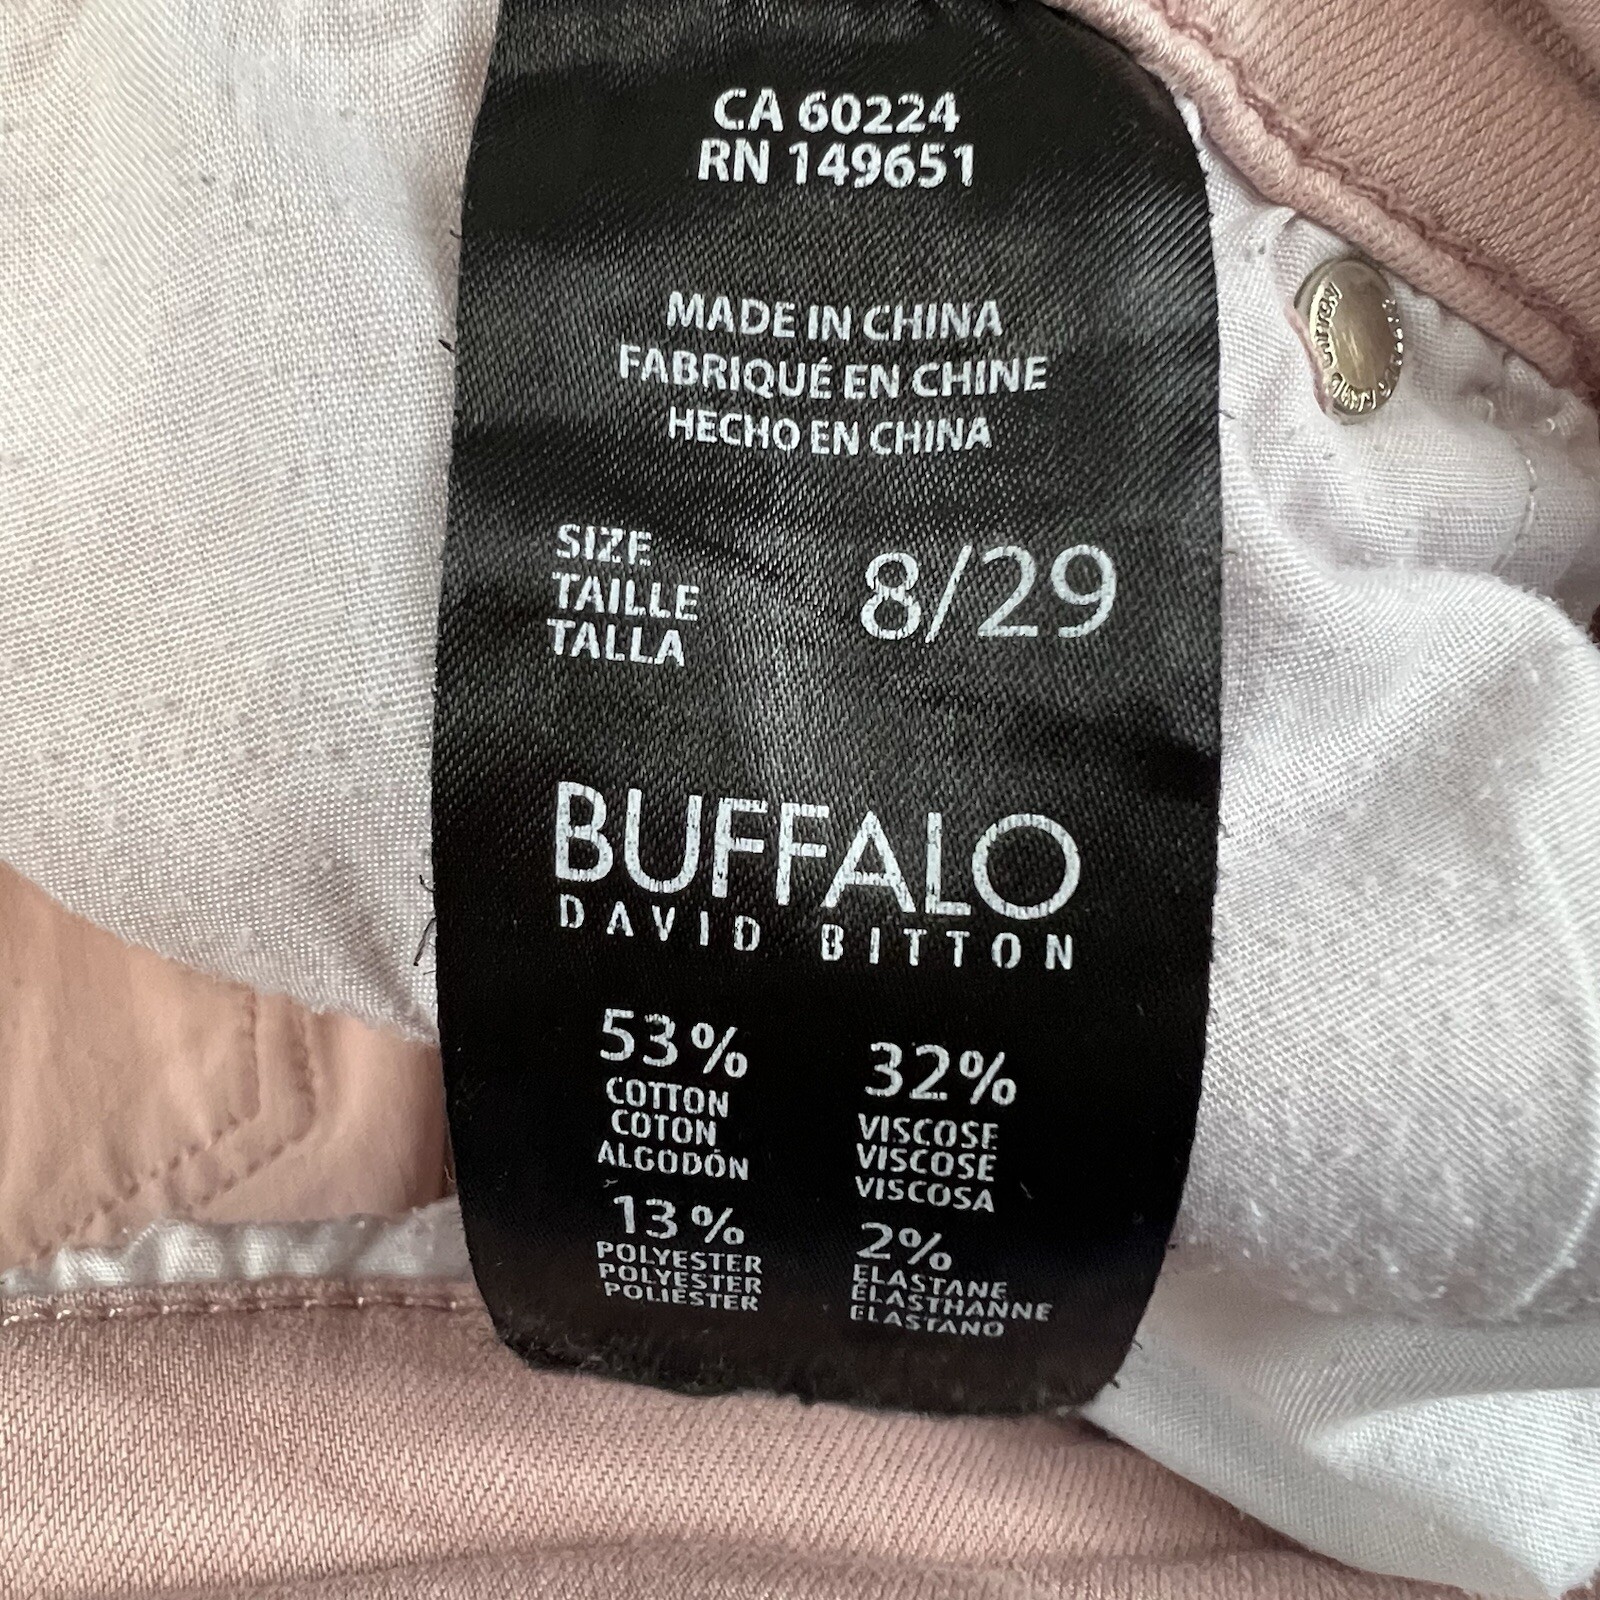 CA 60224
RN 149651
MADE IN CHINA
FABRIQUÉ EN CHINE
HECHO EN CHINA
SIZE
TAILLE
TALLA
8/29
BUFFALO
DAVID BITTON
53%
COTTON
COTON
ALGODÓN
32%
VISCOSE
VISCOSE
VISCOSA
13%
POLYESTER
POLYESTER
POLIÉSTER
2%
ELASTANE
ÉLASTHANNE
ELASTANO